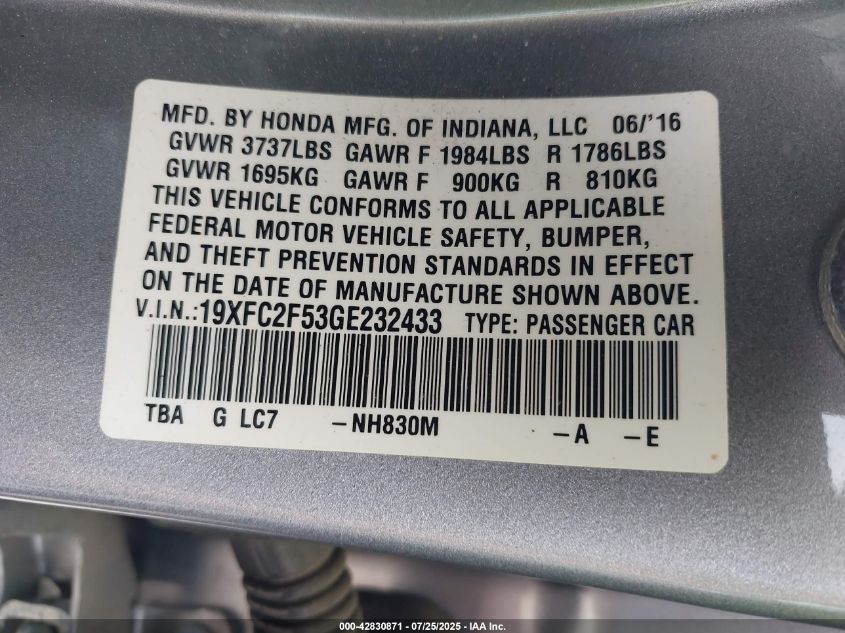 MFD. BY HONDA MFG. OF INDIANA, LLC 06/'16
GVWR 3737LBS GAWR F 1984LBS R 1786LBS
GVWR 1695KG GAWR F 900KG R 810KG
THIS VEHICLE CONFORMS TO ALL APPLICABLE
FEDERAL MOTOR VEHICLE SAFETY, BUMPER,
AND THEFT PREVENTION STANDARDS IN EFFECT
ON THE DATE OF MANUFACTURE SHOWN ABOVE.
V.I.N.:19XFC2F53GE232433 TYPE: PASSENGER CAR
TBA G LC7 –NH830M –A –E
000-42830871 | 07/25/2025 - IAA Inc.